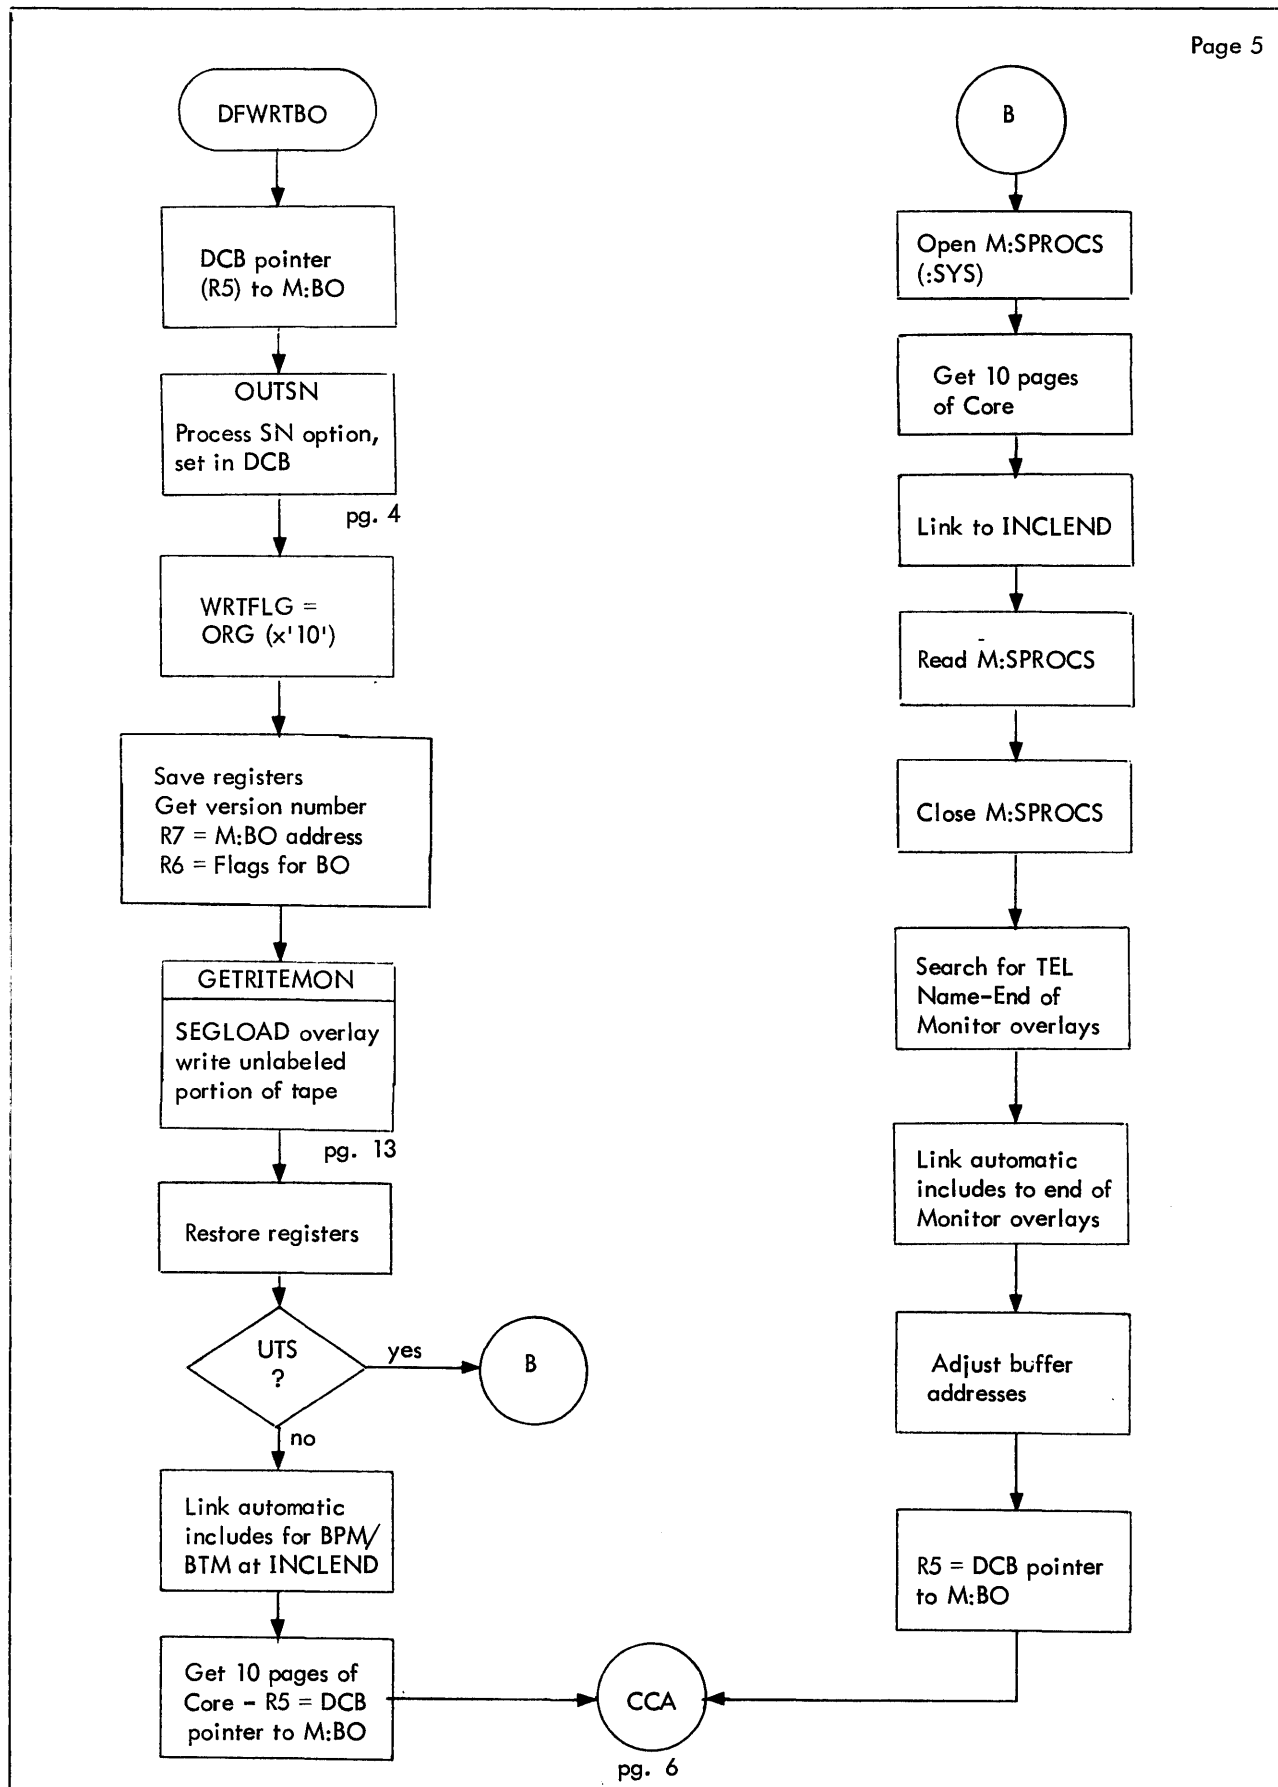 Page 5
DFWRTBO
DCB pointer
(R5) to M:BO
OUTSN
Process SN option,
set in DCB
pg. 4
WRTFLG =
ORG (x'10')
Save registers
Get version number
R7 = M:BO address
R6 = Flags for BO
GETRITEMON
SEGLOAD overlay
write unlabeled
portion of tape
pg. 13
Restore registers
UTS
?
yes
B
no
Link automatic
includes for BPM/
BTM at INCLEND
Get 10 pages of
Core - R5 = DCB
pointer to M:BO
CCA
pg. 6
B
Open M:SPROCS
(:SYS)
Get 10 pages
of Core
Link to INCLEND
Read M:SPROCS
Close M:SPROCS
Search for TEL
Name-End of
Monitor overlays
Link automatic
includes to end of
Monitor overlays
Adjust buffer
addresses
R5 = DCB pointer
to M:BO